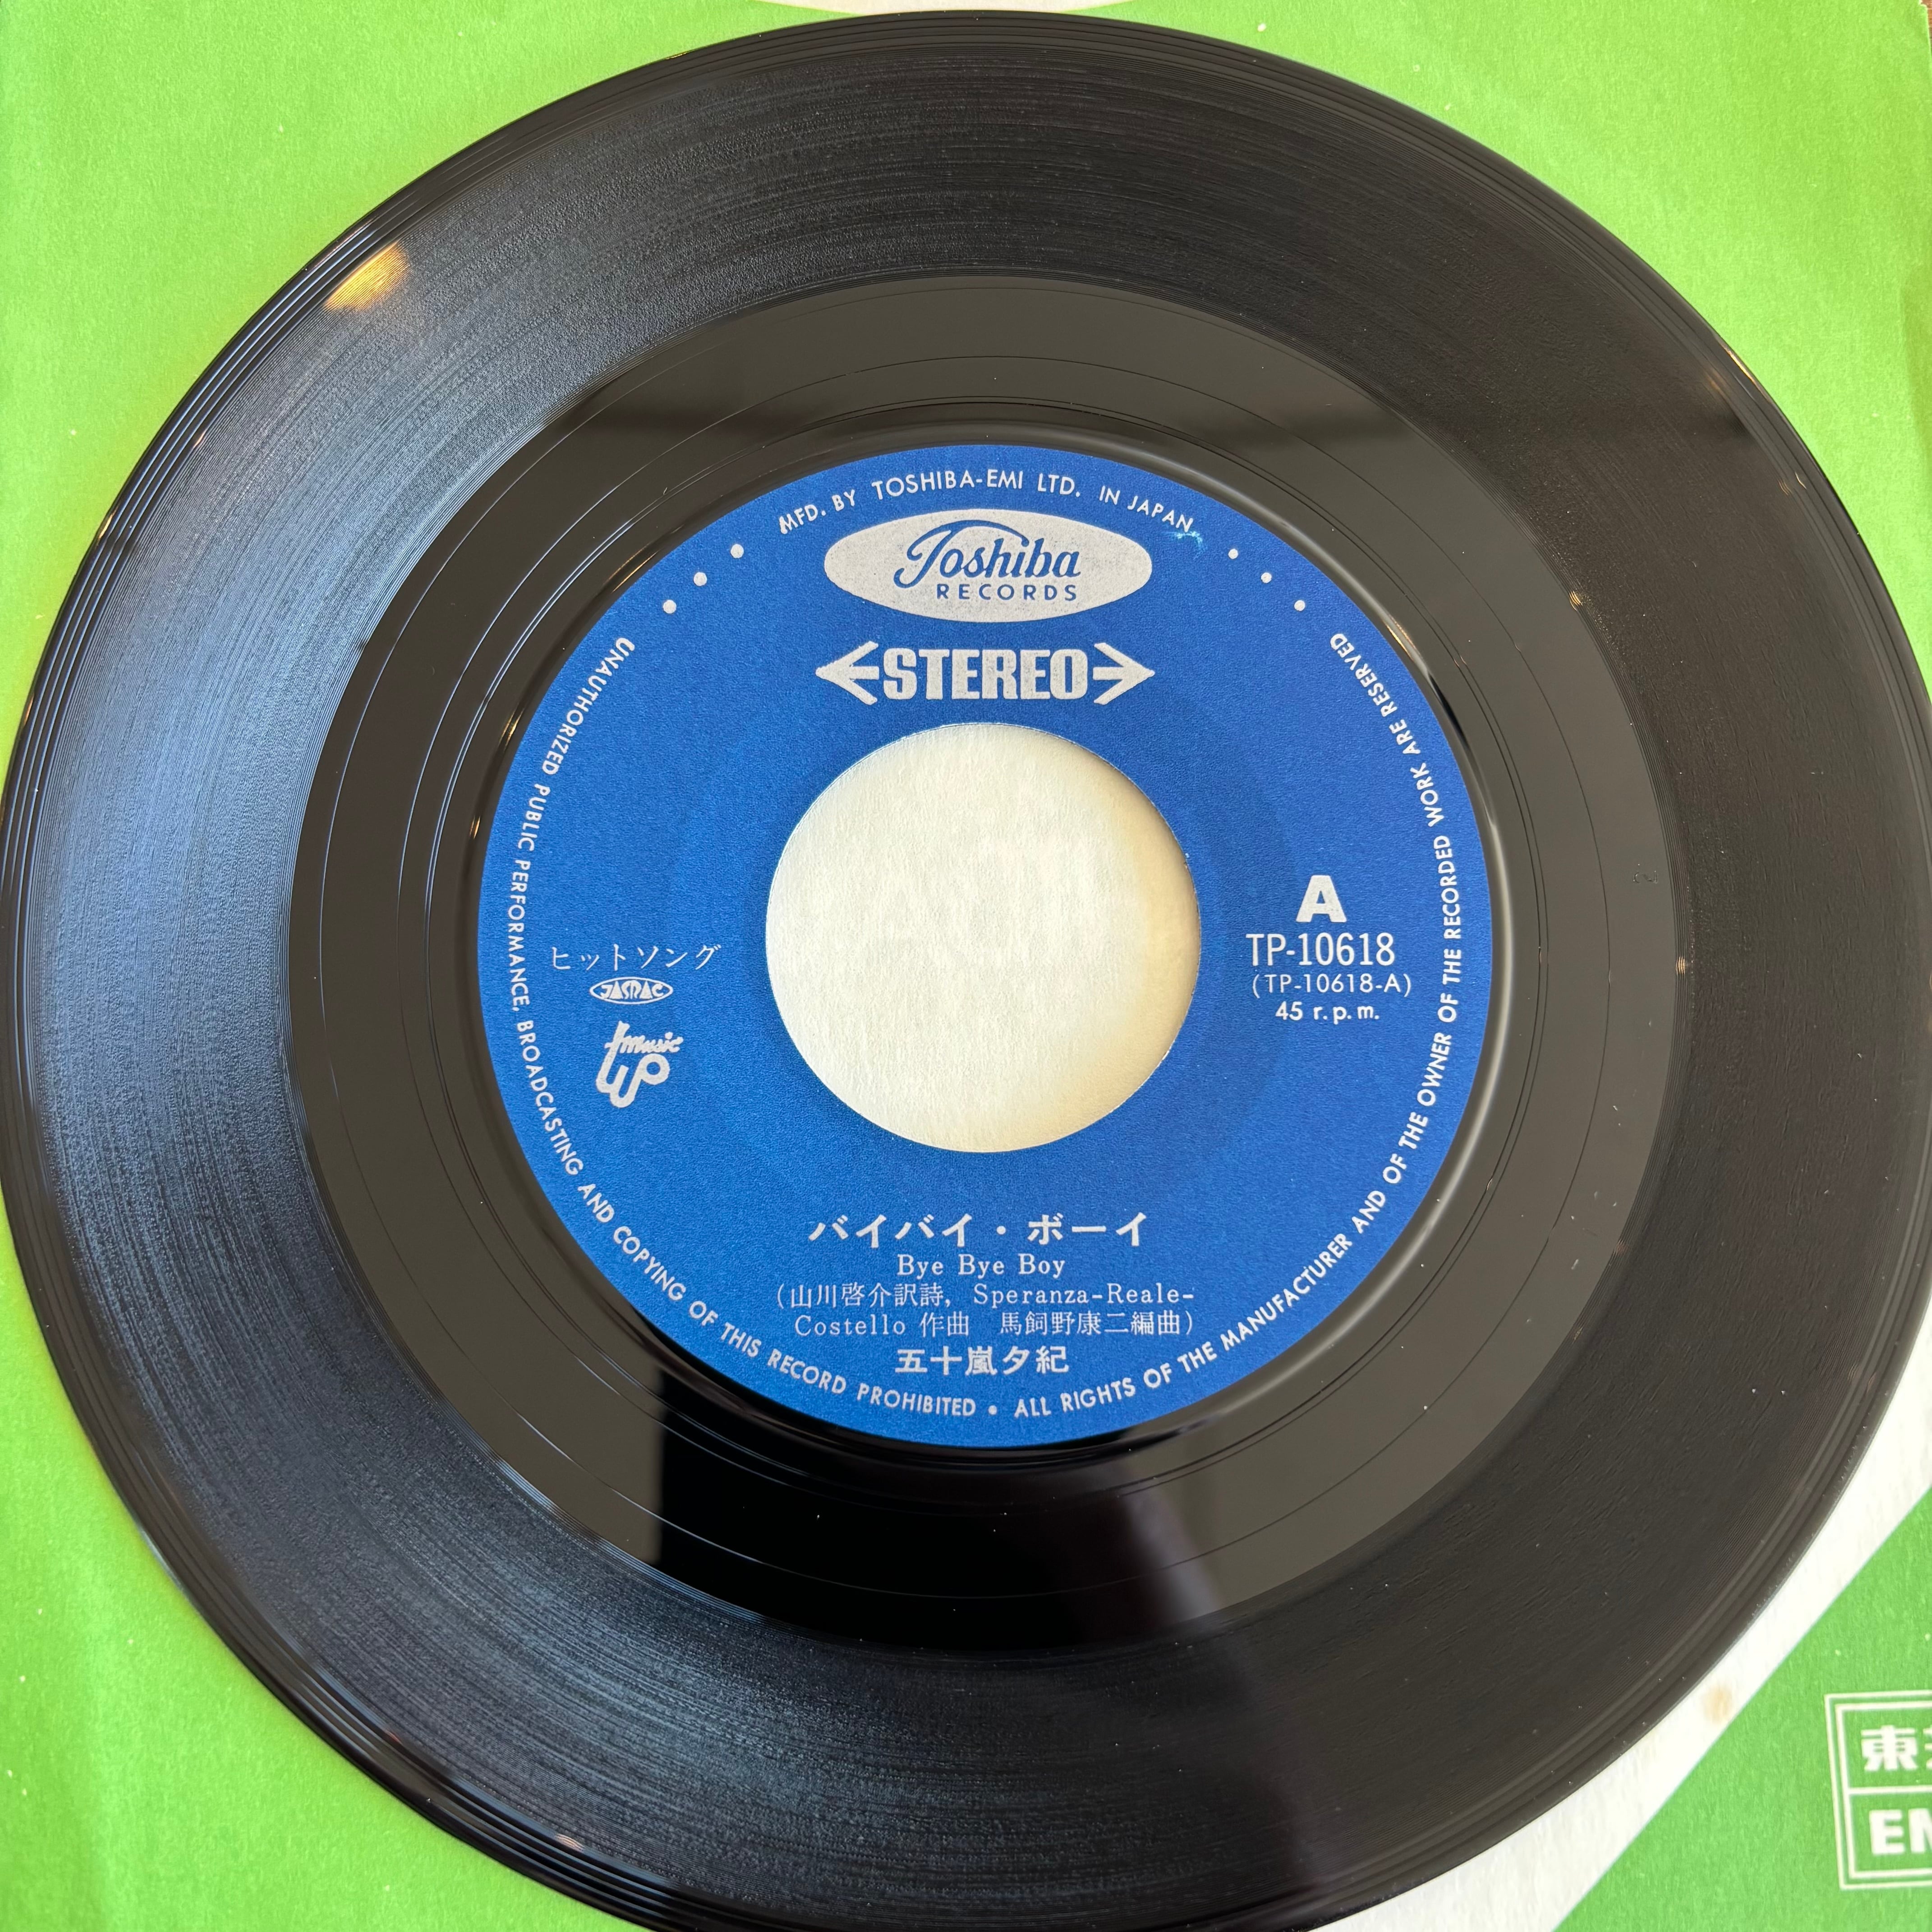 MFD. BY TOSHIBA-EMI LTD. IN JAPAN
Toshiba
RECORDS
STEREO
A
TP-10618
(TP-10618-A)
45 r.p.m.
ヒットソング
JASRAC
music
up
バイバイ・ボーイ
Bye Bye Boy
(山川啓介訳詩, Speranza-Reale-
Costello 作曲 馬飼野康二編曲)
五十嵐夕紀
UNAUTHORIZED PUBLIC PERFORMANCE, BROADCASTING AND COPYING OF THIS RECORD PROHIBITED • ALL RIGHTS OF THE MANUFACTURER AND OF THE OWNER OF THE RECORDED WORK ARE RESERVED
東